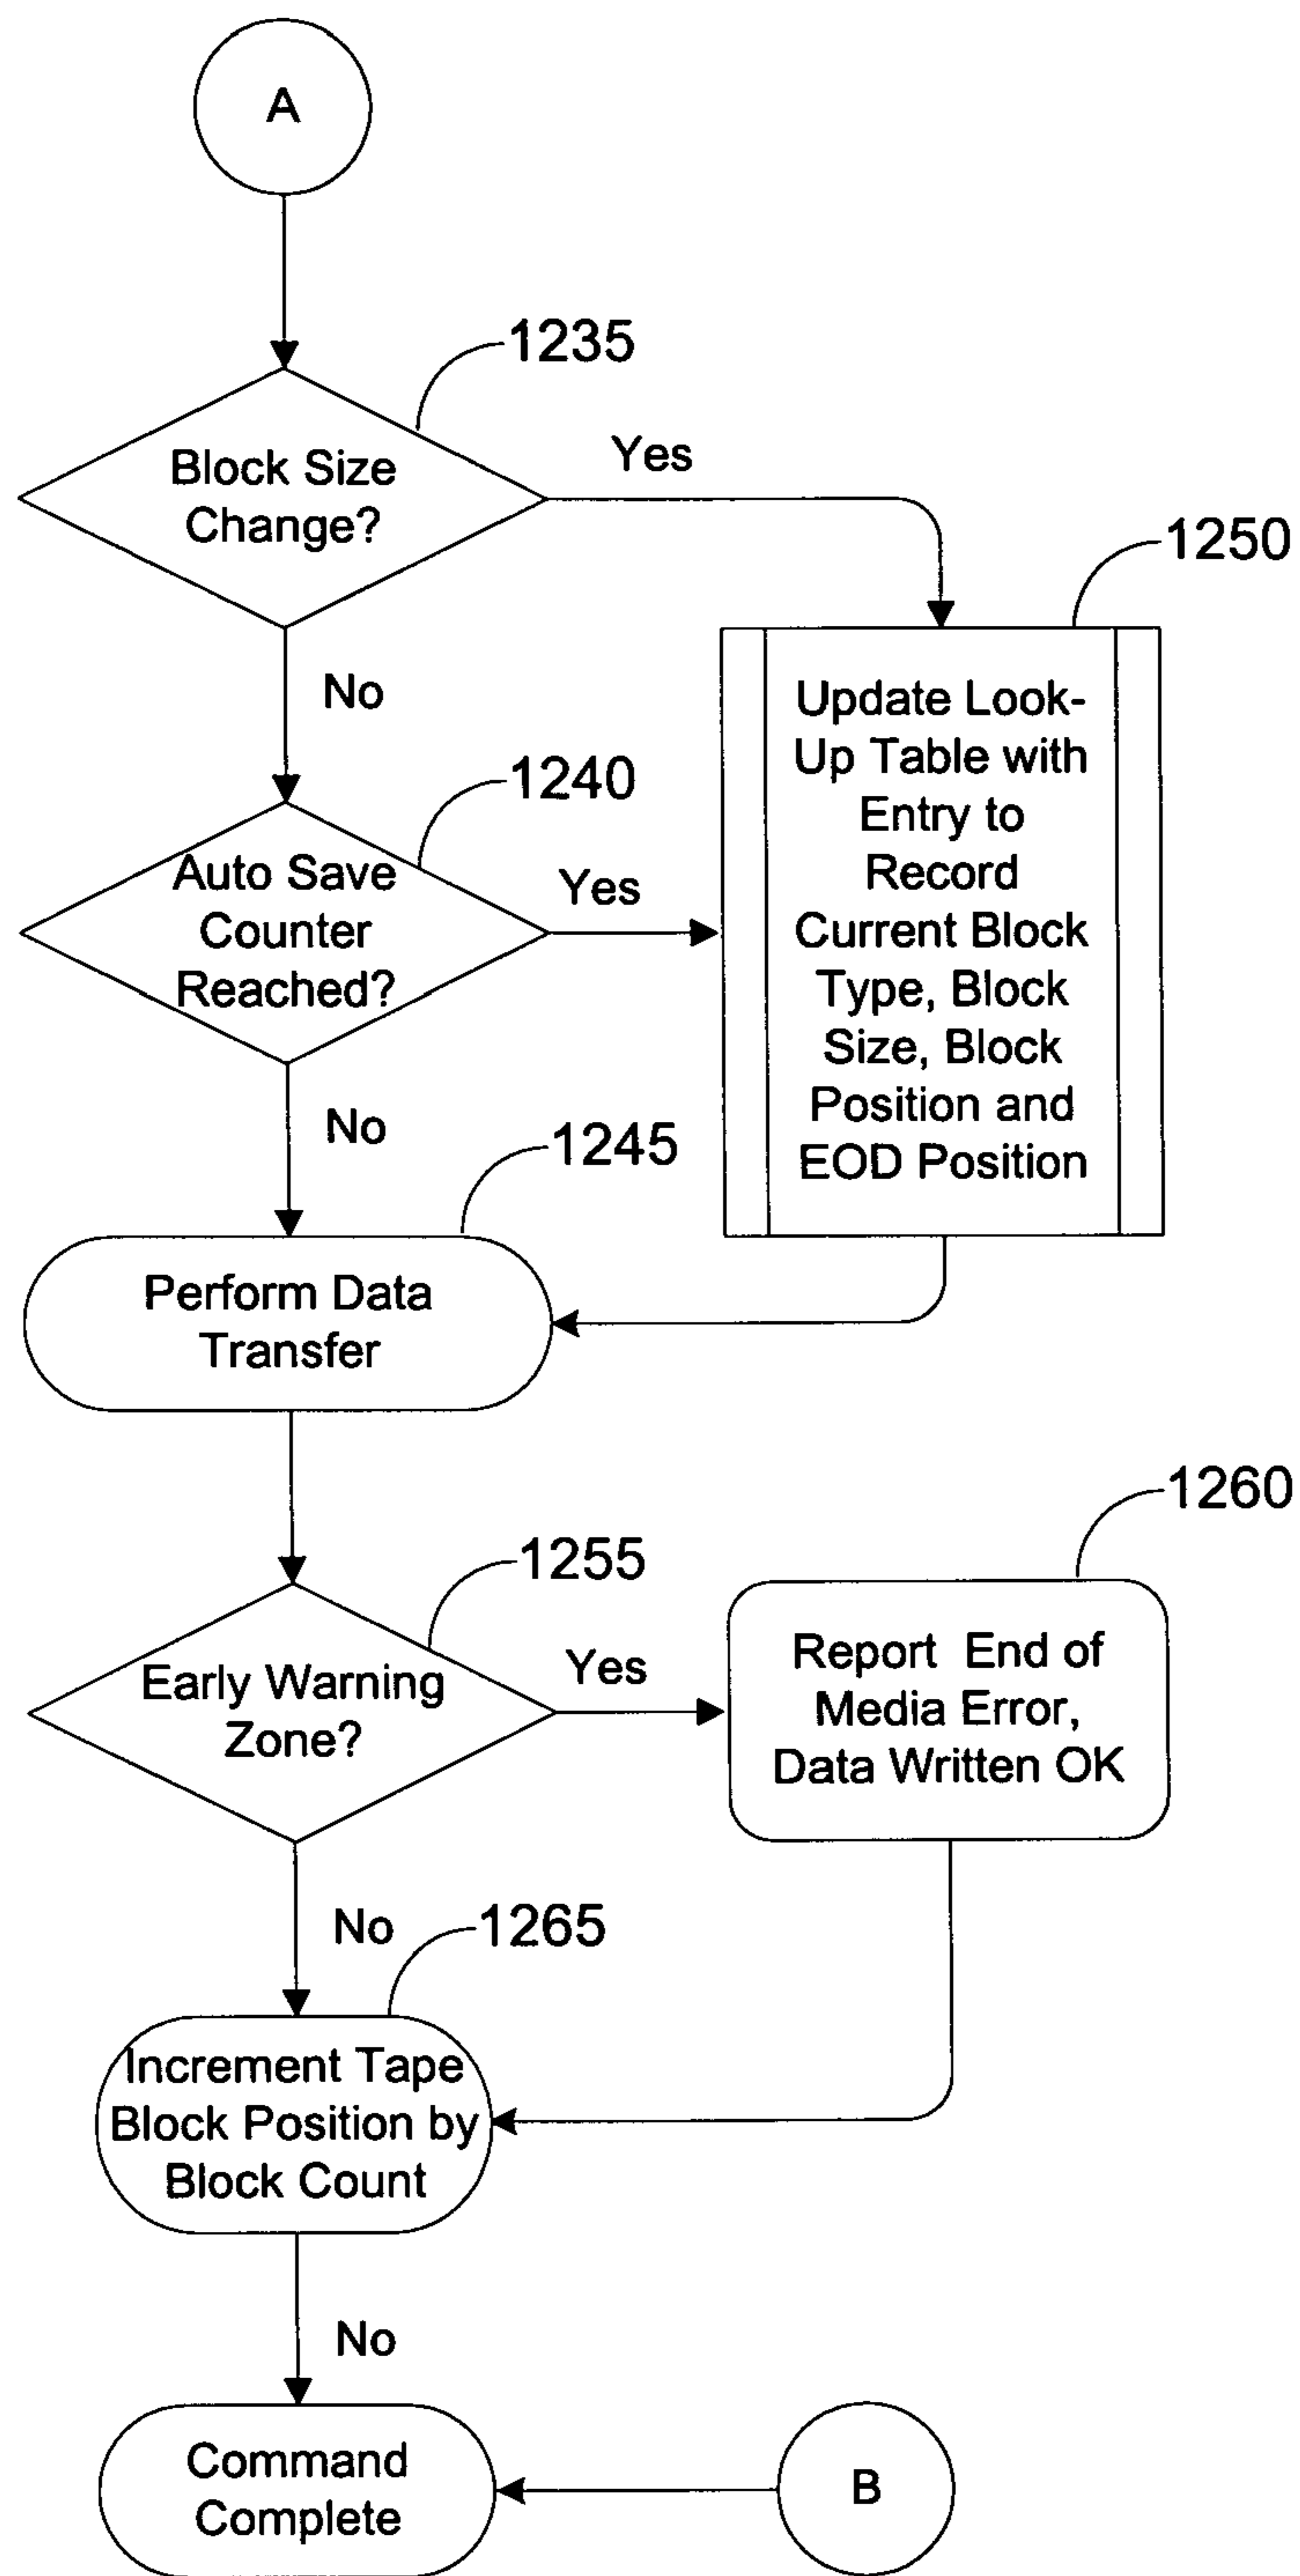 A
1235
Block Size
Change?
Yes
1250
No
Update Look-
Up Table with
Entry to
Record
Current Block
Type, Block
Size, Block
Position and
EOD Position
1240
Auto Save
Counter
Reached?
Yes
No
1245
Perform Data
Transfer
1255
Early Warning
Zone?
Yes
1260
Report End of
Media Error,
Data Written OK
No
1265
Increment Tape
Block Position by
Block Count
No
Command
Complete
B